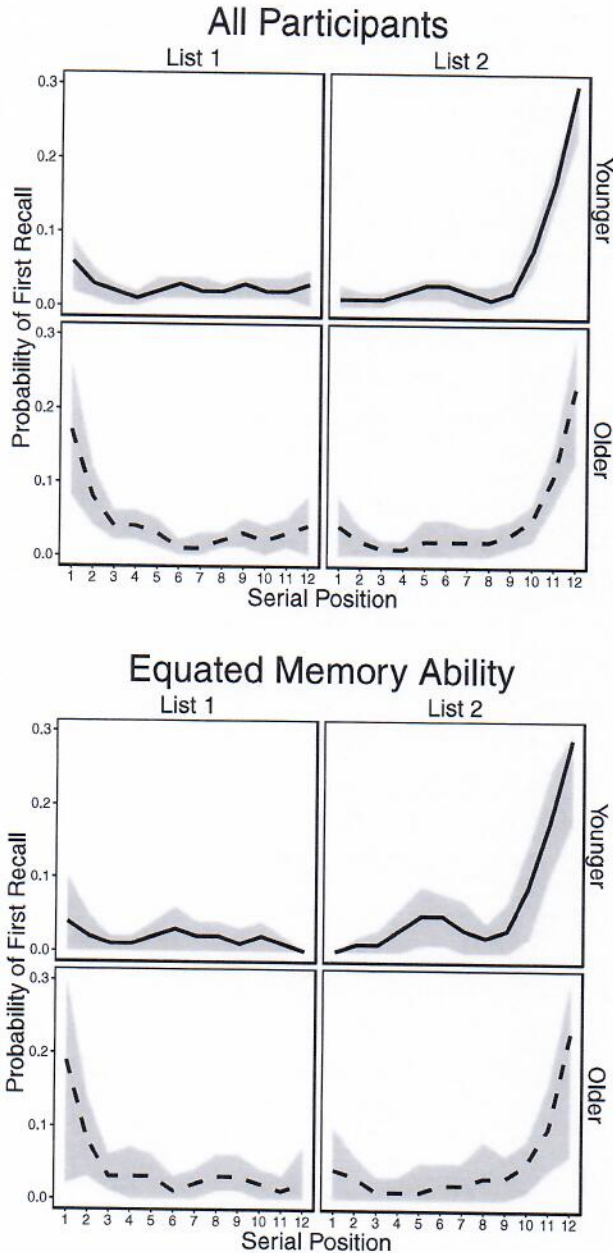 All Participants
List 1 List 2
0.3
0.2
0.1
0.0
Younger
Probability of First Recall
0.3
0.2
0.1
0.0
Older
1 2 3 4 5 6 7 8 9 10 11 12 1 2 3 4 5 6 7 8 9 10 11 12
Serial Position
Equated Memory Ability
List 1 List 2
0.3
0.2
0.1
0.0
Younger
Probability of First Recall
0.3
0.2
0.1
0.0
Older
1 2 3 4 5 6 7 8 9 10 11 12 1 2 3 4 5 6 7 8 9 10 11 12
Serial Position